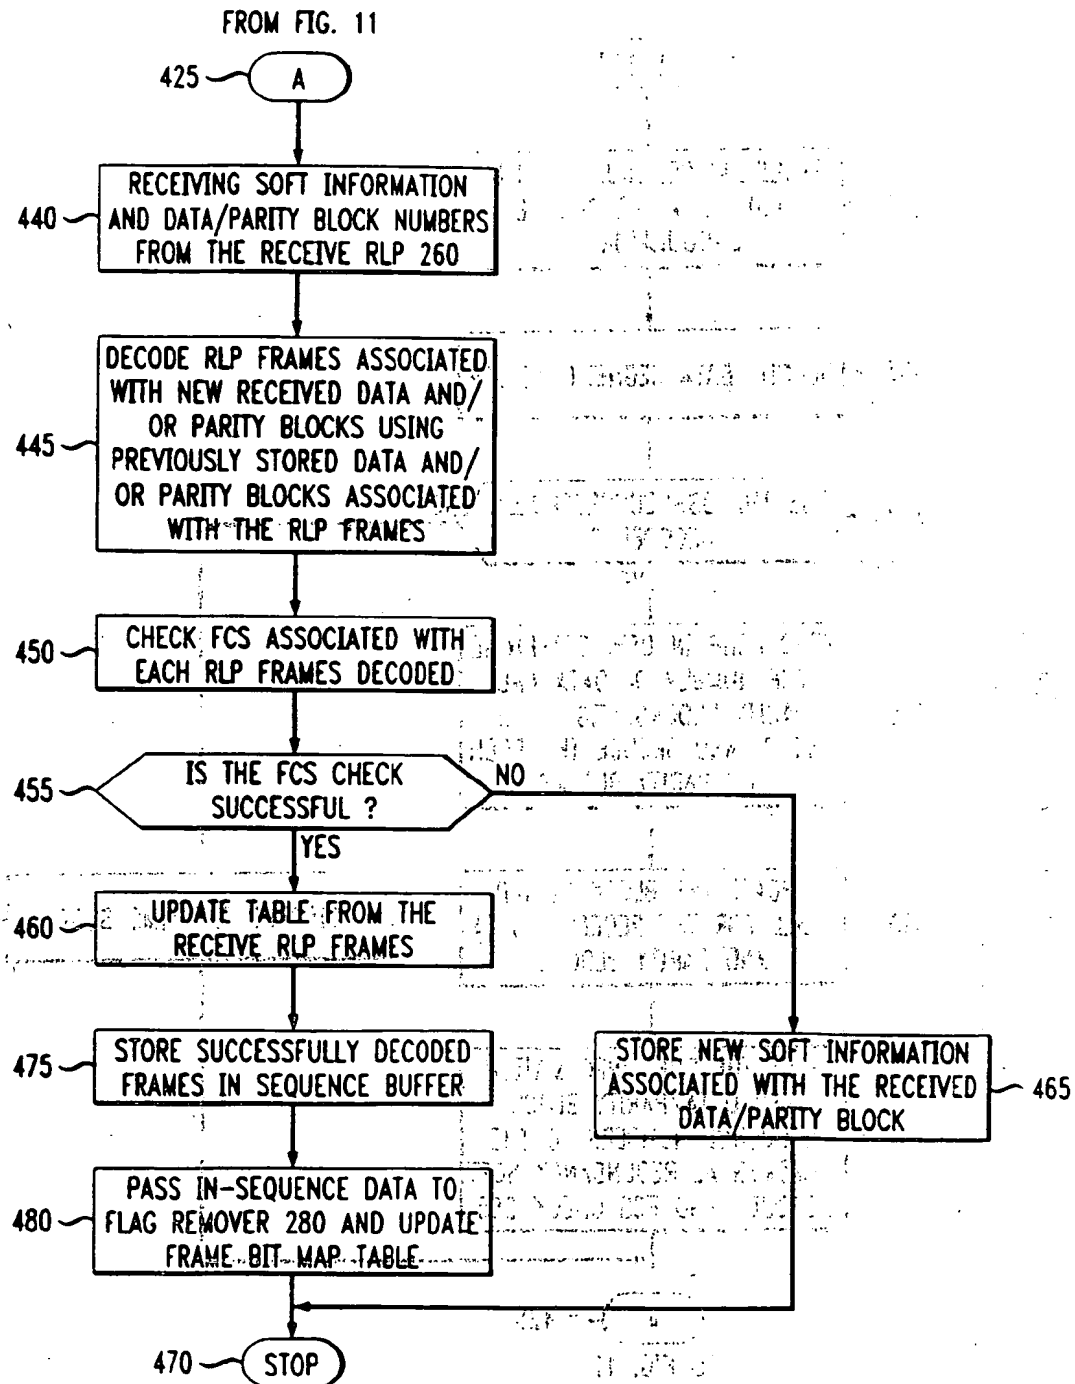 FROM FIG. 11
425
A
440
RECEIVING SOFT INFORMATION
AND DATA/PARITY BLOCK NUMBERS
FROM THE RECEIVE RLP 260
445
DECODE RLP FRAMES ASSOCIATED
WITH NEW RECEIVED DATA AND/
OR PARITY BLOCKS USING
PREVIOUSLY STORED DATA AND/
OR PARITY BLOCKS ASSOCIATED
WITH THE RLP FRAMES
450
CHECK FCS ASSOCIATED WITH
EACH RLP FRAMES DECODED
455
IS THE FCS CHECK
SUCCESSFUL ?
NO
YES
460
UPDATE TABLE FROM THE
RECEIVE RLP FRAMES
475
STORE SUCCESSFULLY DECODED
FRAMES IN SEQUENCE BUFFER
STORE NEW SOFT INFORMATION
ASSOCIATED WITH THE RECEIVED
DATA/PARITY BLOCK
465
480
PASS IN-SEQUENCE DATA TO
FLAG REMOVER 280 AND UPDATE
FRAME BIT MAP TABLE
470
STOP